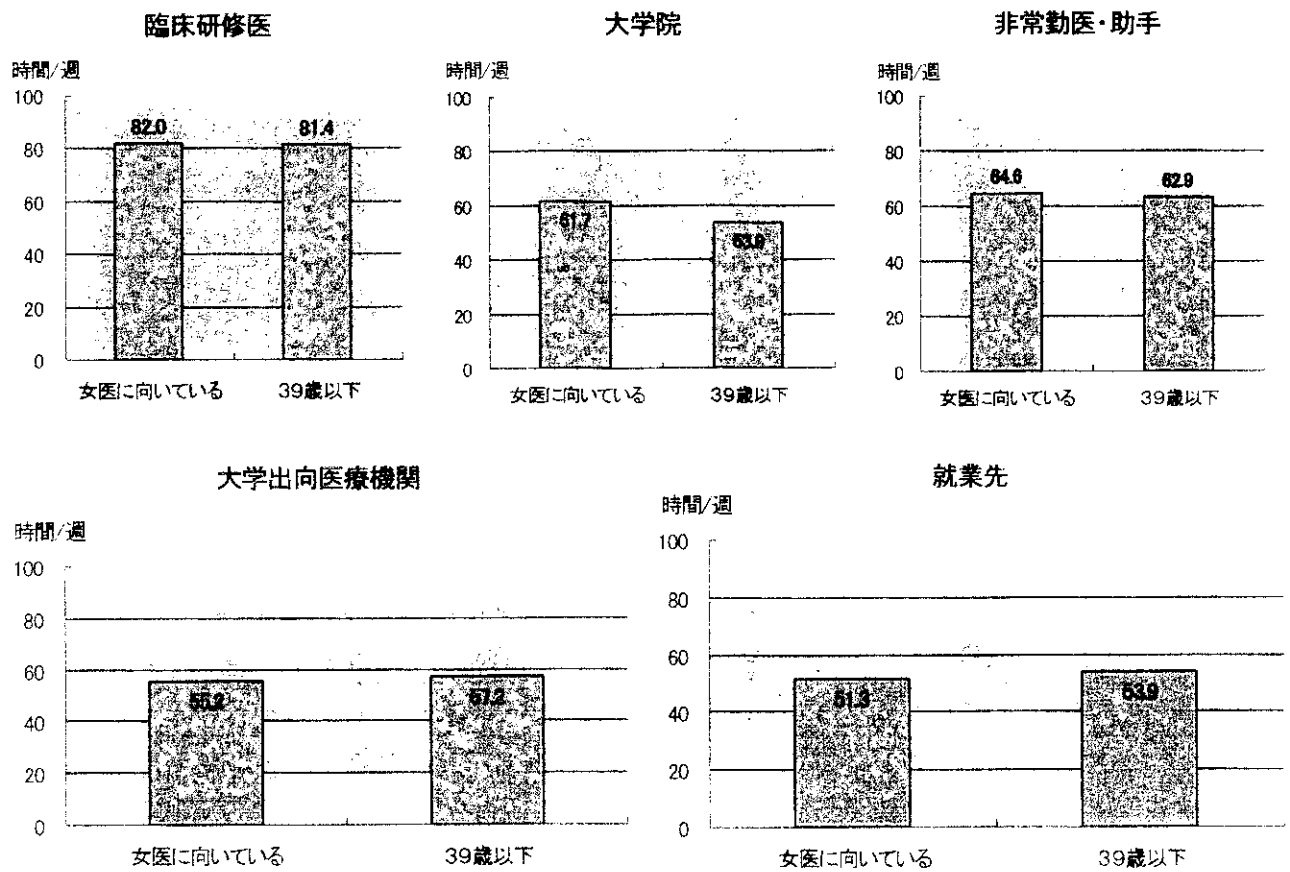 臨床研修医
時間/週
100
80
60
40
20
0
82.0
81.4
女医に向いている
39歳以下
大学院
時間/週
100
80
60
40
20
0
61.7
53.9
女医に向いている
39歳以下
非常勤医・助手
時間/週
100
80
60
40
20
0
64.6
62.9
女医に向いている
39歳以下
大学出向医療機関
時間/週
100
80
60
40
20
0
55.2
57.2
女医に向いている
39歳以下
就業先
時間/週
100
80
60
40
20
0
51.3
53.9
女医に向いている
39歳以下